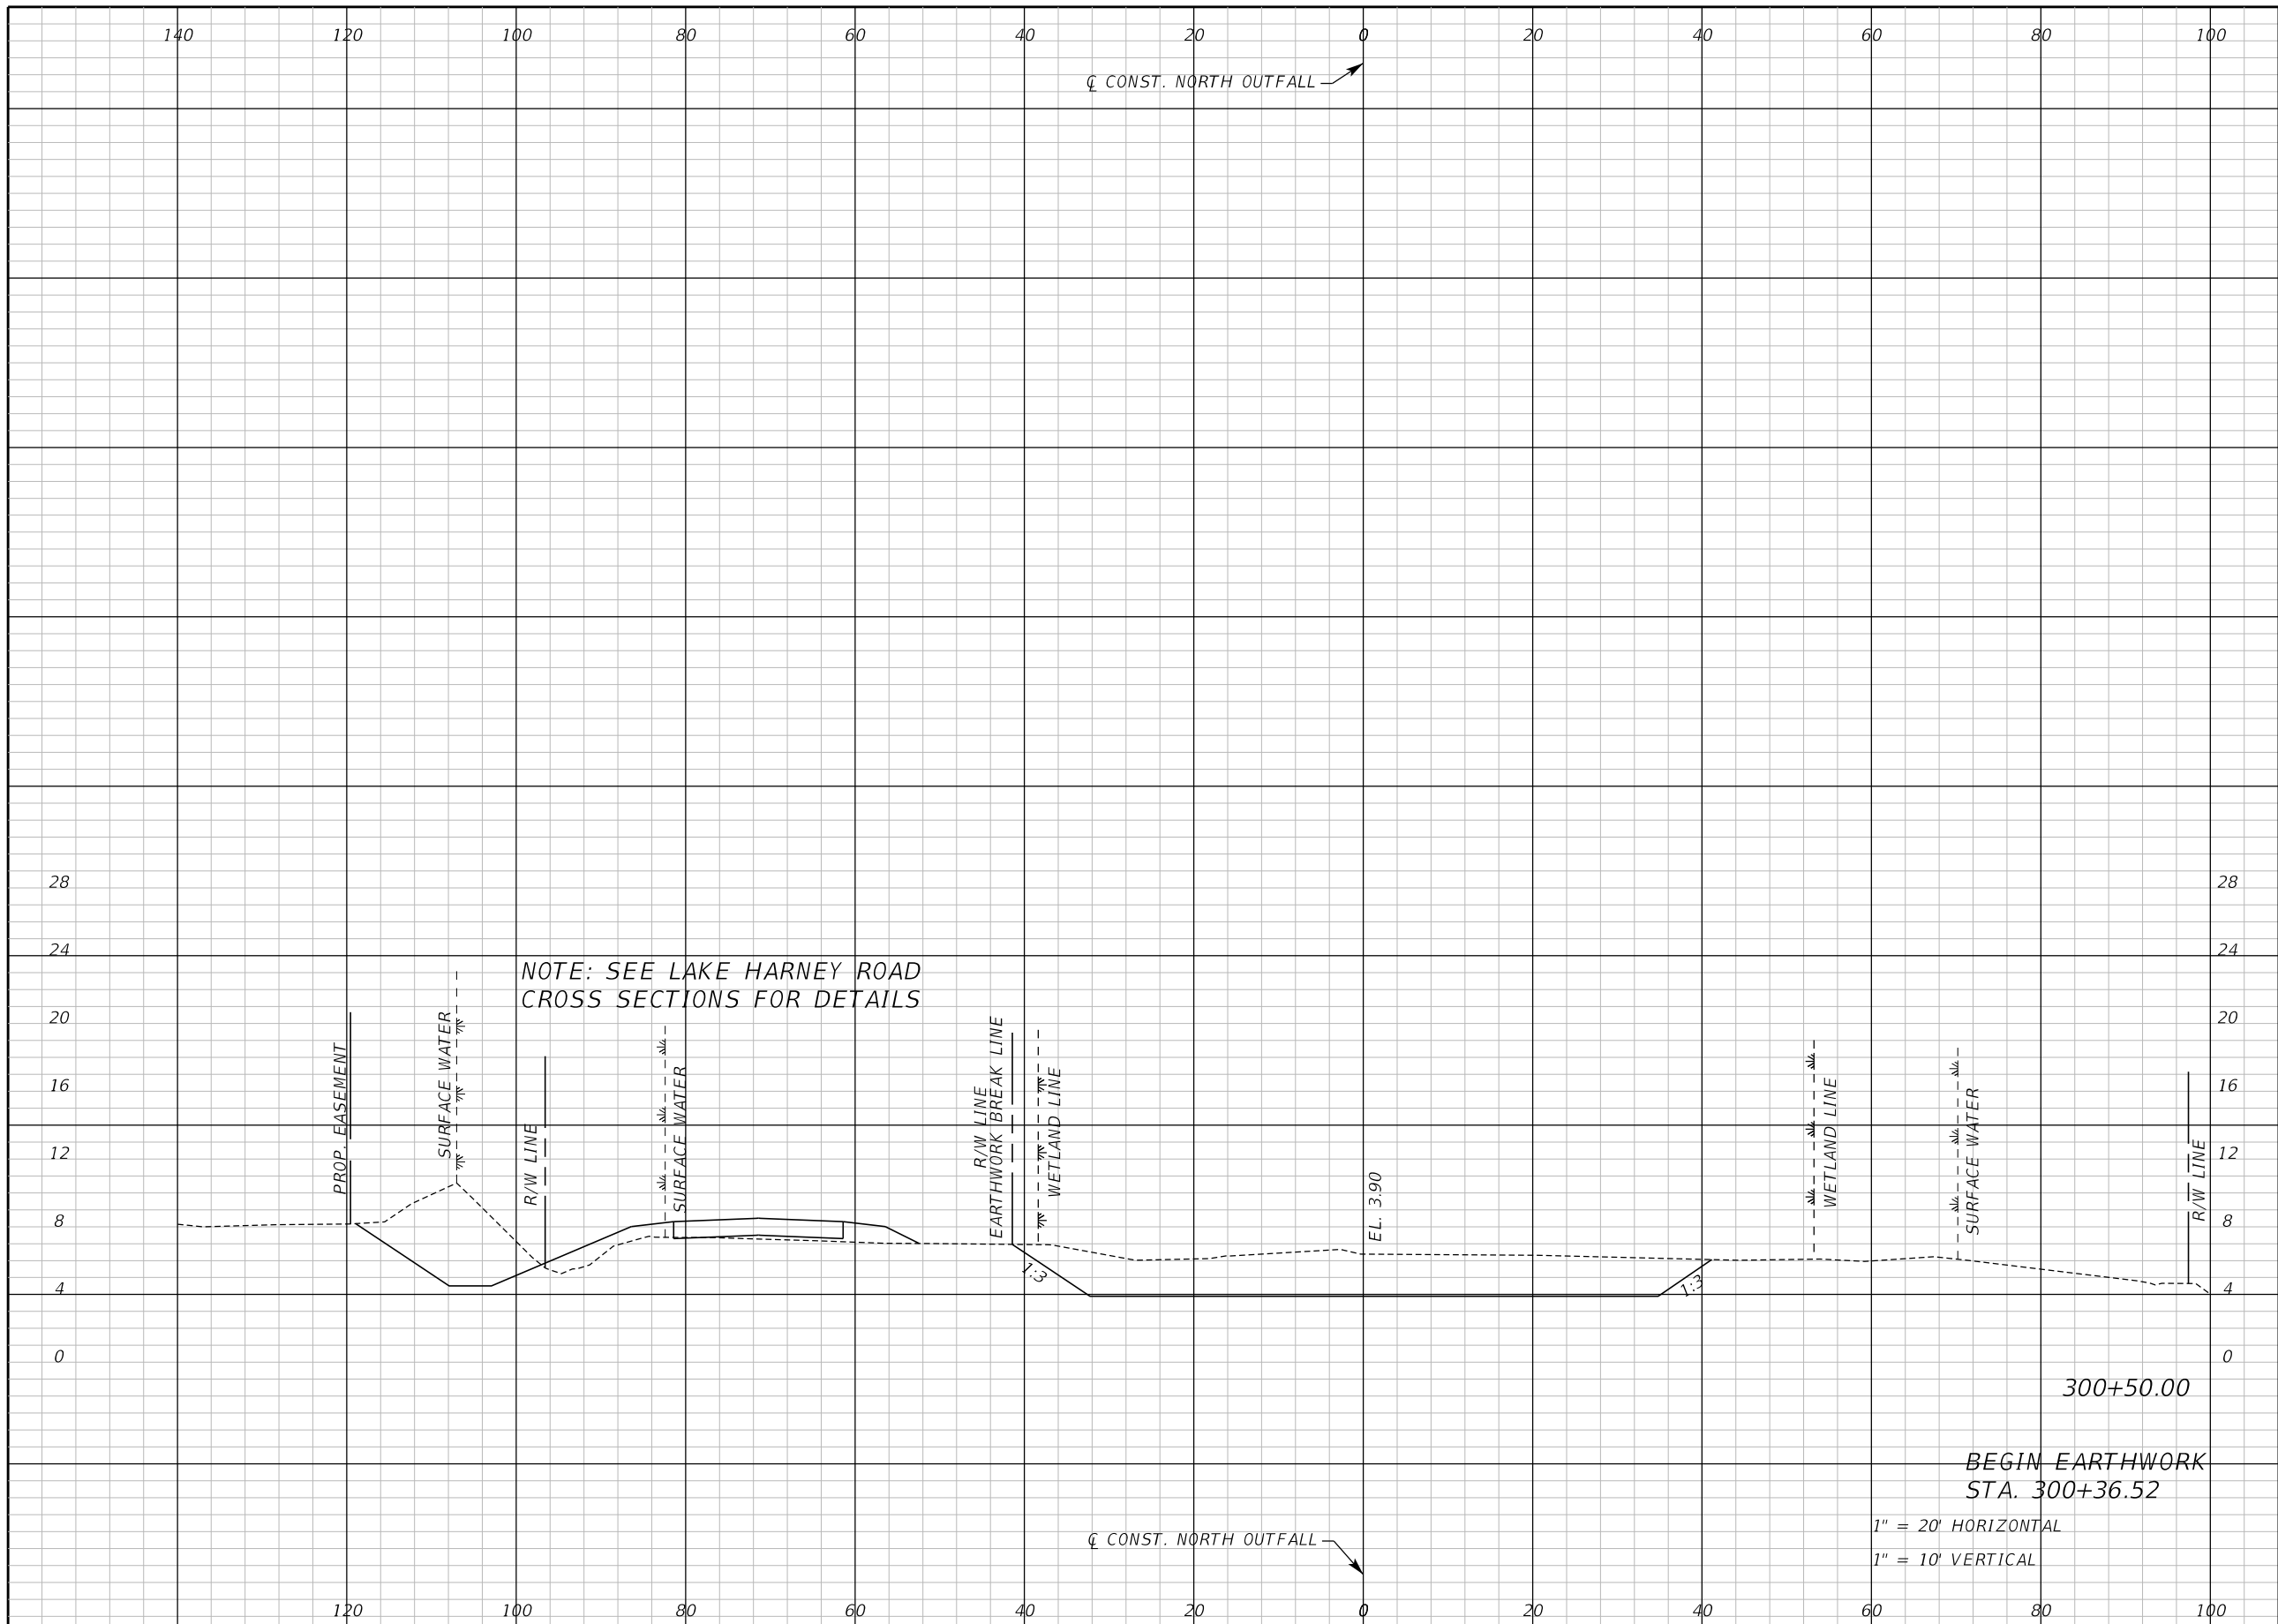 140 120 100 80 60 40 20 0 20 40 60 80 100
℄ CONST. NORTH OUTFALL
28 28
24 24
NOTE: SEE LAKE HARNEY ROAD
CROSS SECTIONS FOR DETAILS
20 20
16 16
12 12
8 8
4 4
0 0
PROP. EASEMENT
SURFACE WATER
R/W LINE
SURFACE WATER
R/W LINE
EARTHWORK BREAK LINE
WETLAND LINE
1:3
EL. 3.90
1:3
WETLAND LINE
SURFACE WATER
R/W LINE
300+50.00
BEGIN EARTHWORK
STA. 300+36.52
1" = 20' HORIZONTAL
1" = 10' VERTICAL
℄ CONST. NORTH OUTFALL
120 100 80 60 40 20 0 20 40 60 80 100